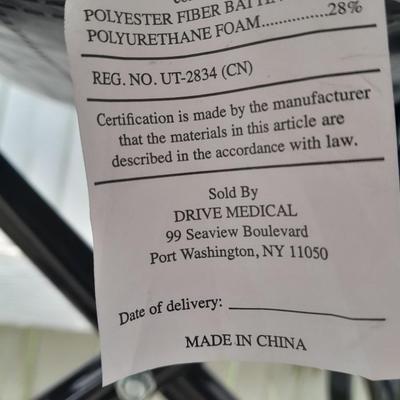 POLYESTER FIBER
POLYURETHANE FOAM...............28%
REG. NO. UT-2834 (CN)
Certification is made by the manufacturer
that the materials in this article are
described in the accordance with law.
Sold By
DRIVE MEDICAL
99 Seaview Boulevard
Port Washington, NY 11050
Date of delivery:
MADE IN CHINA